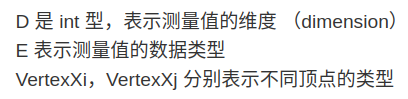 D 是 int 型，表示测量值的维度 （dimension）
E 表示测量值的数据类型
VertexXi，VertexXj 分别表示不同顶点的类型